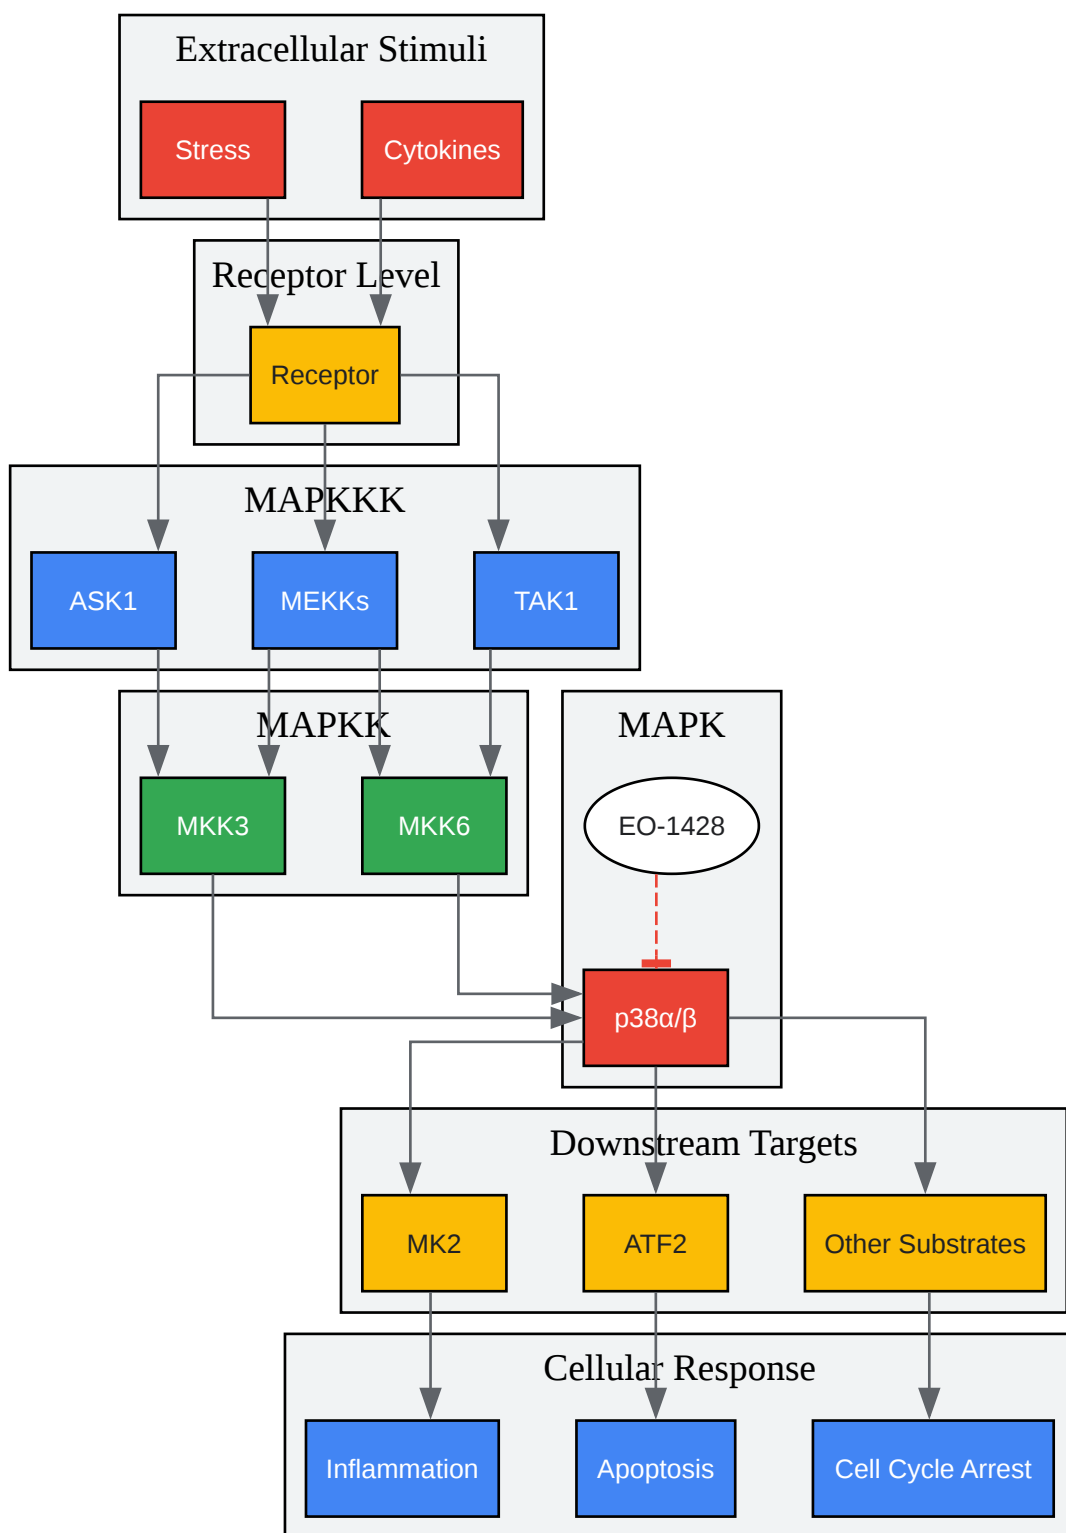 Extracellular Stimuli
Stress
Cytokines
Receptor Level
Receptor
MAPKKK
ASK1
MEKKs
TAK1
MAPKK
MAPK
MKK3
MKK6
EO-1428
p38α/β
Downstream Targets
MK2
ATF2
Other Substrates
Cellular Response
Inflammation
Apoptosis
Cell Cycle Arrest